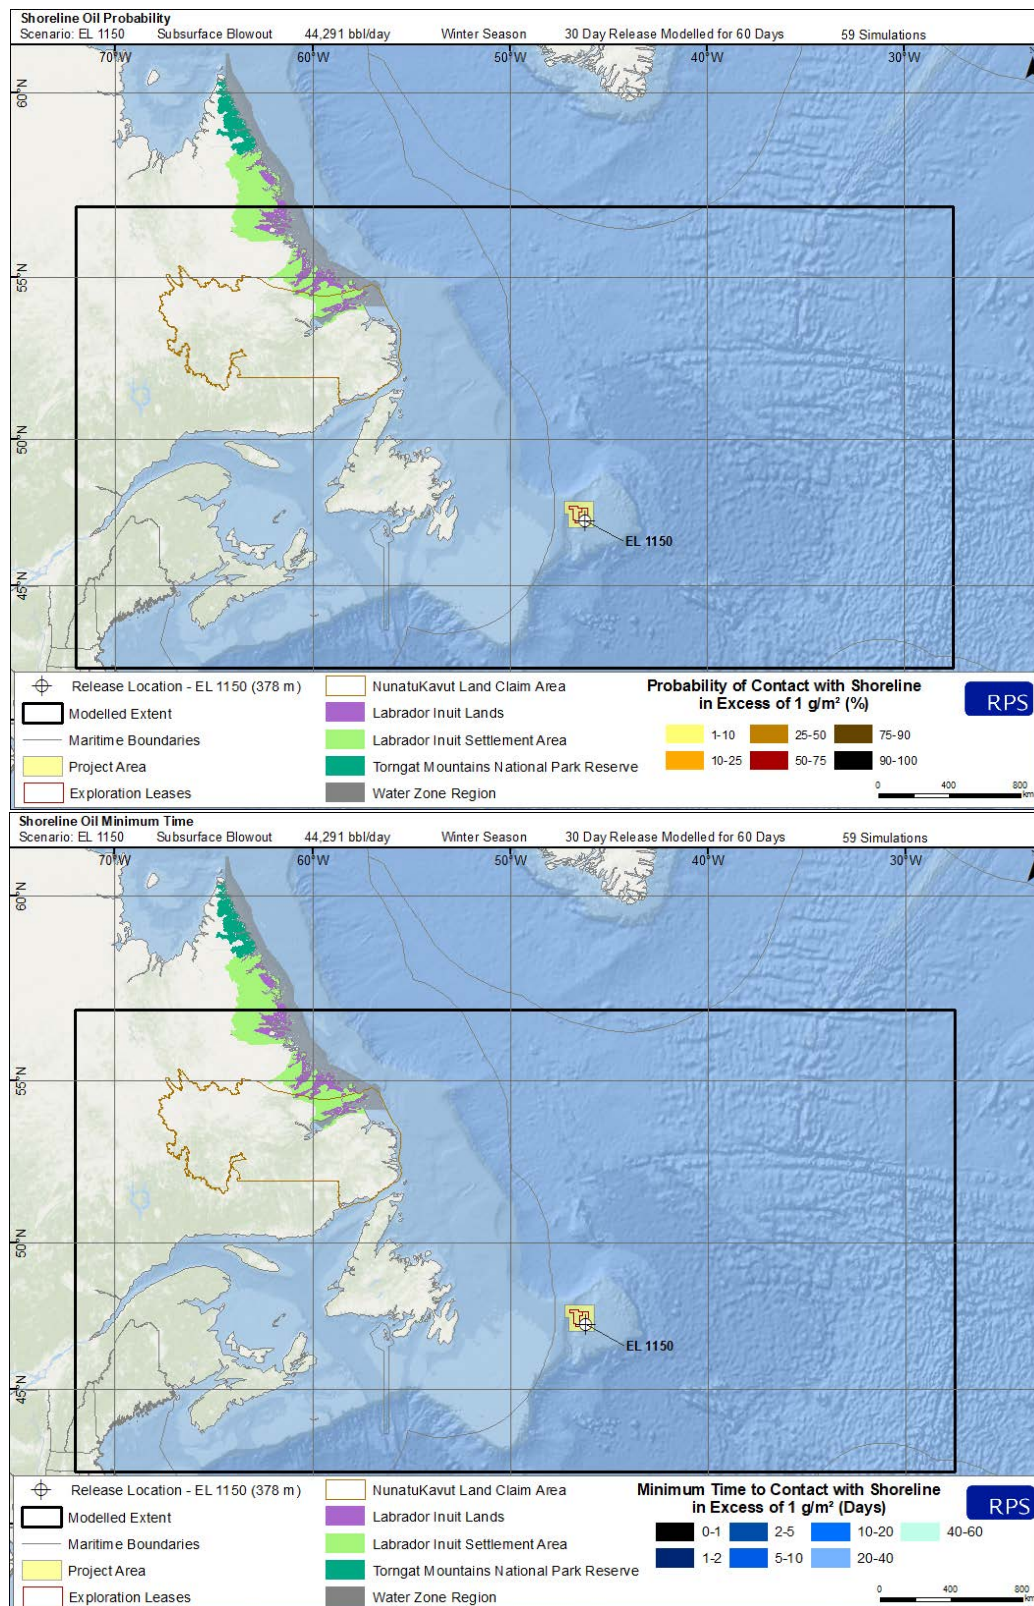 Shoreline Oil Probability
Scenario: EL 1150 Subsurface Blowout 44,291 bbl/day Winter Season 30 Day Release Modelled for 60 Days 59 Simulations
70°W 60°W 50°W 40°W 30°W
60°N
55°N
50°N
45°N
EL 1150
Release Location - EL 1150 (378 m)
Modelled Extent
Maritime Boundaries
Project Area
Exploration Leases
NunatuKavut Land Claim Area
Labrador Inuit Lands
Labrador Inuit Settlement Area
Torngat Mountains National Park Reserve
Water Zone Region
Probability of Contact with Shoreline
in Excess of 1 g/m² (%)
1-10 25-50 75-90
10-25 50-75 90-100
RPS
0 400 800
km
Shoreline Oil Minimum Time
Scenario: EL 1150 Subsurface Blowout 44,291 bbl/day Winter Season 30 Day Release Modelled for 60 Days 59 Simulations
70°W 60°W 50°W 40°W 30°W
60°N
55°N
50°N
45°N
EL 1150
Release Location - EL 1150 (378 m)
Modelled Extent
Maritime Boundaries
Project Area
Exploration Leases
NunatuKavut Land Claim Area
Labrador Inuit Lands
Labrador Inuit Settlement Area
Torngat Mountains National Park Reserve
Water Zone Region
Minimum Time to Contact with Shoreline
in Excess of 1 g/m² (Days)
0-1 2-5 10-20 40-60
1-2 5-10 20-40
RPS
0 400 800
km